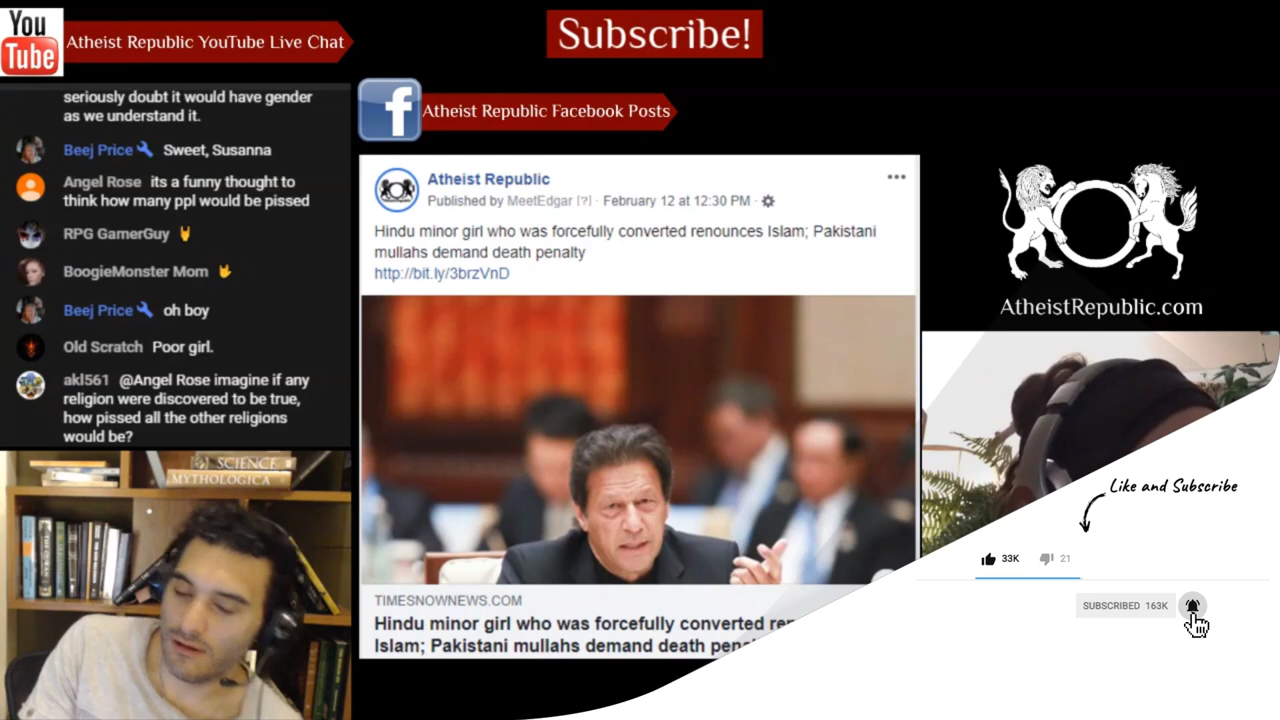 You
Tube
Atheist Republic YouTube Live Chat
Subscribe!
seriously doubt it would have gender
as we understand it.
Beej Price Sweet, Susanna
Angel Rose its a funny thought to
think how many ppl would be pissed
RPG GamerGuy
BoogieMonster Mom
Beej Price oh boy
Old Scratch Poor girl.
akl561 @Angel Rose imagine if any
religion were discovered to be true,
how pissed all the other religions
would be?
f
Atheist Republic Facebook Posts
Atheist Republic
Published by MeetEdgar [?] · February 12 at 12:30 PM ·
Hindu minor girl who was forcefully converted renounces Islam; Pakistani
mullahs demand death penalty
http://bit.ly/3brzVnD
TIMESNOWNEWS.COM
Hindu minor girl who was forcefully converted ren
Islam; Pakistani mullahs demand death pena
AtheistRepublic.com
Like and Subscribe
33K
21
SUBSCRIBED 163K
SCIENCE
MYTHOLOGICA